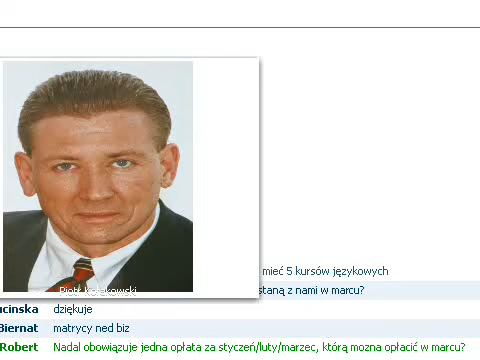 mieć 5 kursów językowych
Piotr Kołakowski
staną z nami w marcu?
ucinska dziękuje
Biernat matrycy ned biz
Robert Nadal obowiązuje jedna opłata za styczeń/luty/marzec, którą mozna opłacić w marcu?